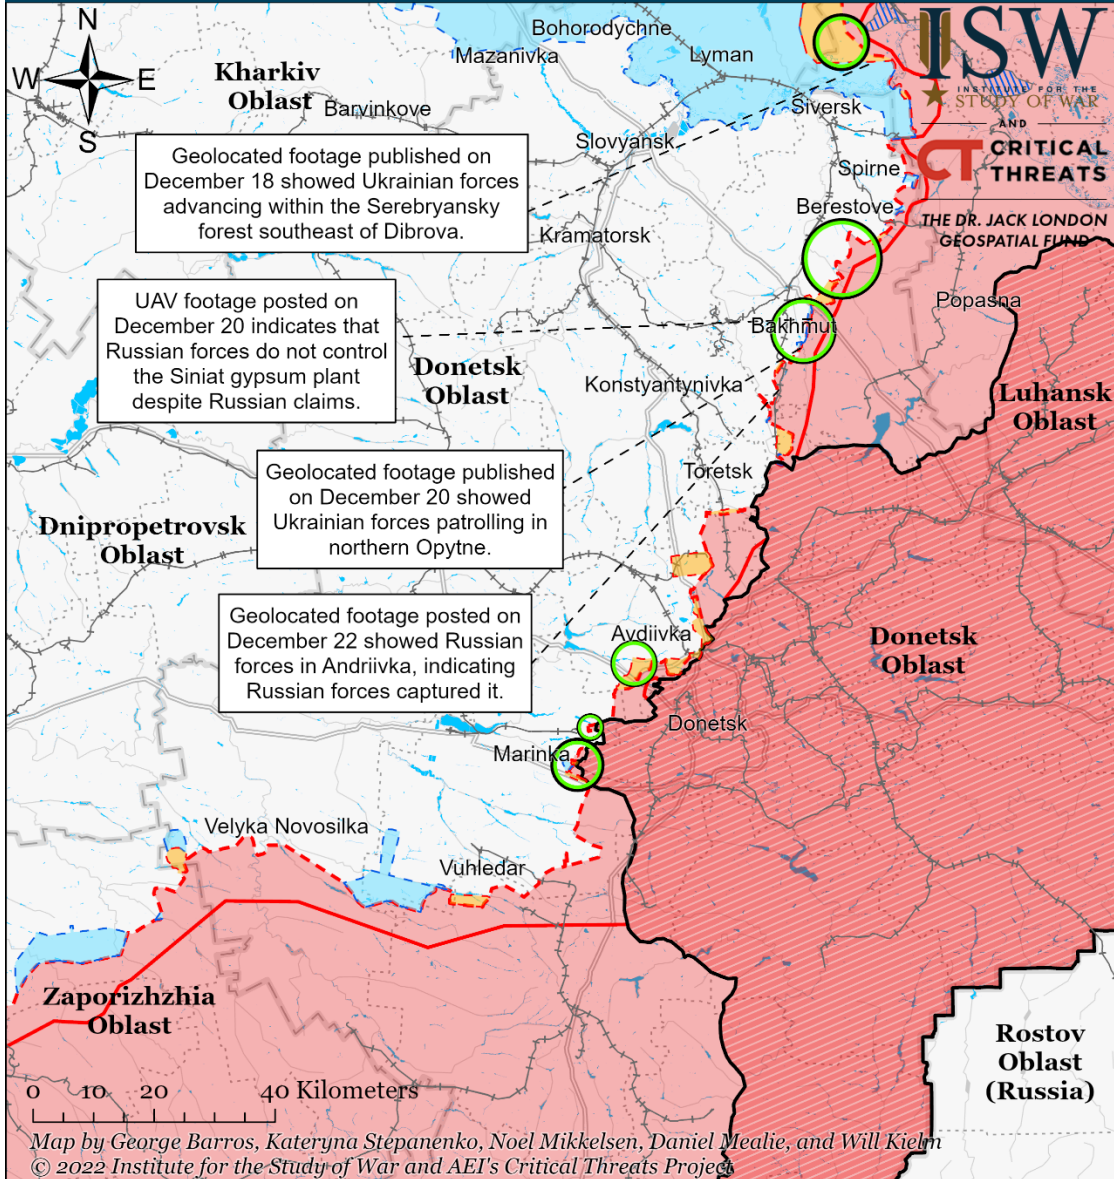 N
W
E
S
Bohorodychne
Mazanivka
Lyman
Kharkiv
Oblast
Barvinkove
Siversk
Slovyansk
ISW
INSTITUTE FOR THE
STUDY OF WAR
AND
CT CRITICAL
THREATS
THE DR. JACK LONDON
GEOSPATIAL FUND
Geolocated footage published on
December 18 showed Ukrainian forces
advancing within the Serebryansky
forest southeast of Dibrova.
Spirne
Berestove
Kramatorsk
UAV footage posted on
December 20 indicates that
Russian forces do not control
the Siniat gypsum plant
despite Russian claims.
Popasna
Bakhmut
Donetsk
Oblast
Konstyantynivka
Luhansk
Oblast
Geolocated footage published
on December 20 showed
Ukrainian forces patrolling in
northern Opytne.
Toretsk
Dnipropetrovsk
Oblast
Geolocated footage posted on
December 22 showed Russian
forces in Andriivka, indicating
Russian forces captured it.
Avdiivka
Donetsk
Oblast
Donetsk
Marinka
Velyka Novosilka
Vuhledar
Zaporizhzhia
Oblast
Rostov
Oblast
(Russia)
0 10 20 40 Kilometers
Map by George Barros, Kateryna Stepanenko, Noel Mikkelsen, Daniel Mealie, and Will Kielm
© 2022 Institute for the Study of War and AEI's Critical Threats Project